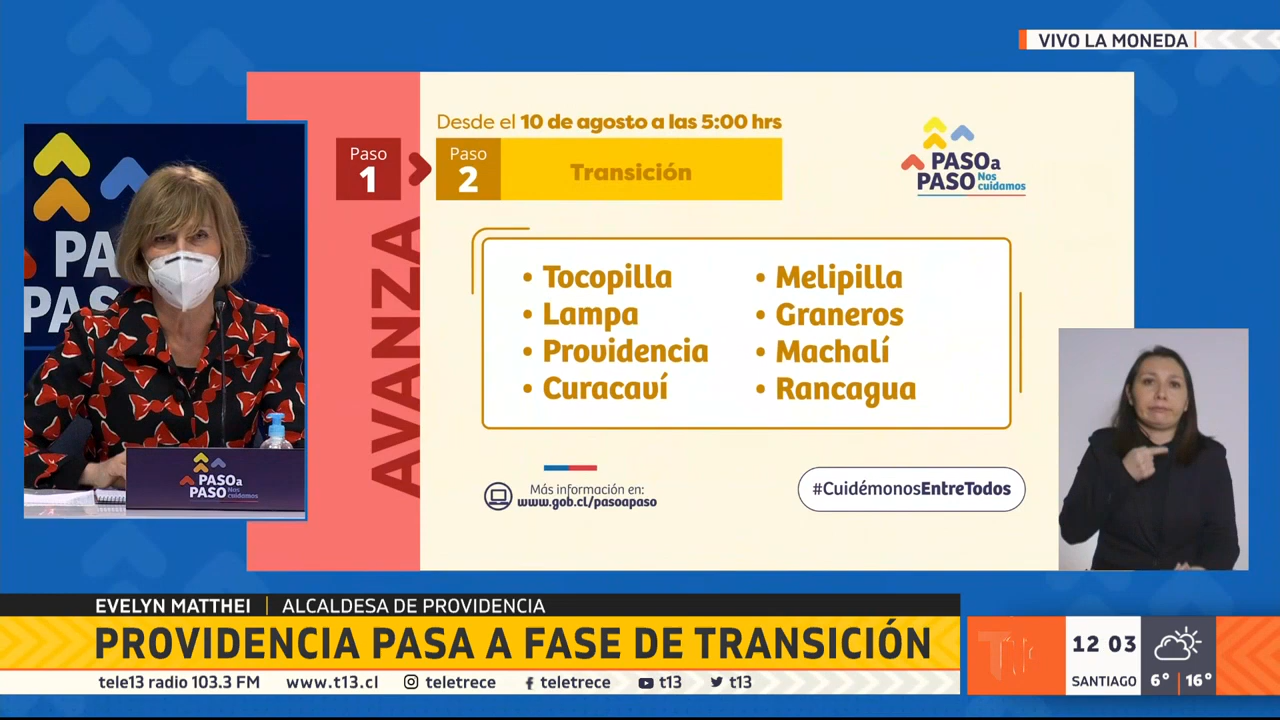 VIVO LA MONEDA
Desde el 10 de agosto a las 5:00 hrs
Paso
1
Paso
2
Transición
PASO a
PASO Nos
cuidamos
AVANZA
• Tocopilla
• Lampa
• Providencia
• Curacaví
• Melipilla
• Graneros
• Machalí
• Rancagua
Más información en:
www.gob.cl/pasoapaso
#CuidémonosEntreTodos
PA
PASO
PASO a
PASO Nos
cuidamos
EVELYN MATTHEI | ALCALDESA DE PROVIDENCIA
PROVIDENCIA PASA A FASE DE TRANSICIÓN
tele13 radio 103.3 FM www.t13.cl teletrece teletrece t13 t13
12 03
SANTIAGO
6° | 16°